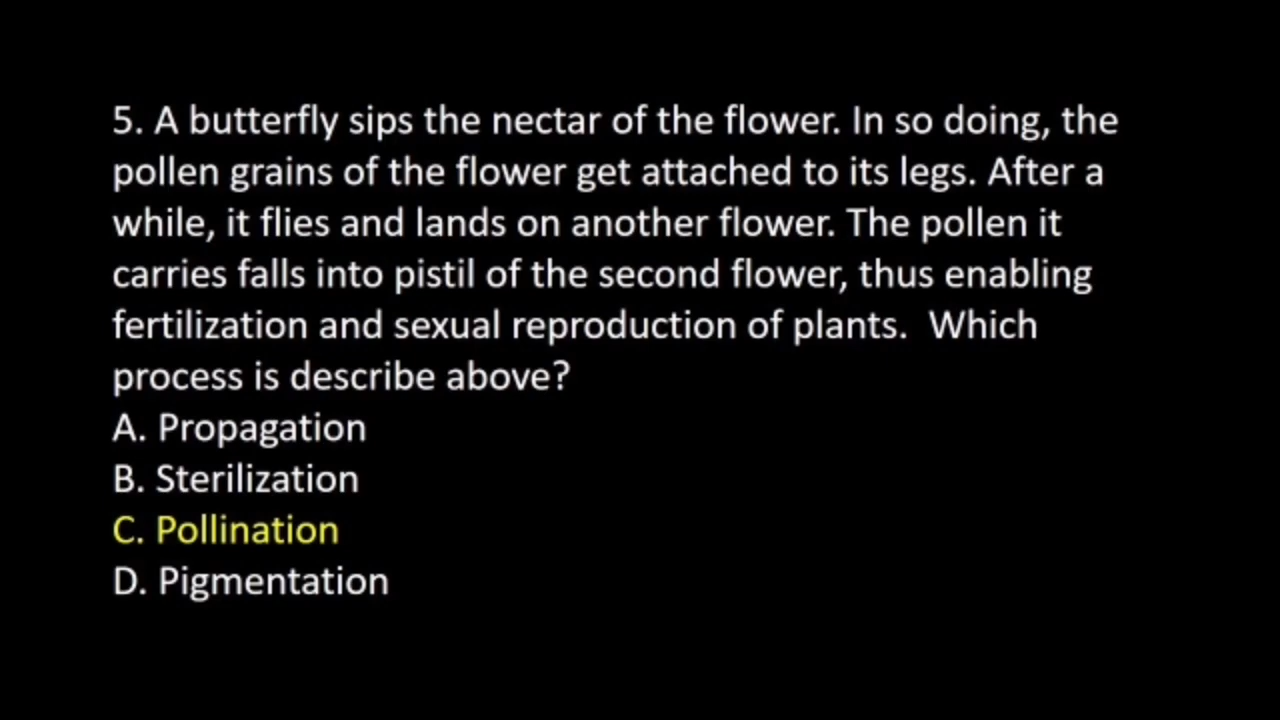 5. A butterfly sips the nectar of the flower. In so doing, the
pollen grains of the flower get attached to its legs. After a
while, it flies and lands on another flower. The pollen it
carries falls into pistil of the second flower, thus enabling
fertilization and sexual reproduction of plants.  Which
process is describe above?
A. Propagation
B. Sterilization
C. Pollination
D. Pigmentation